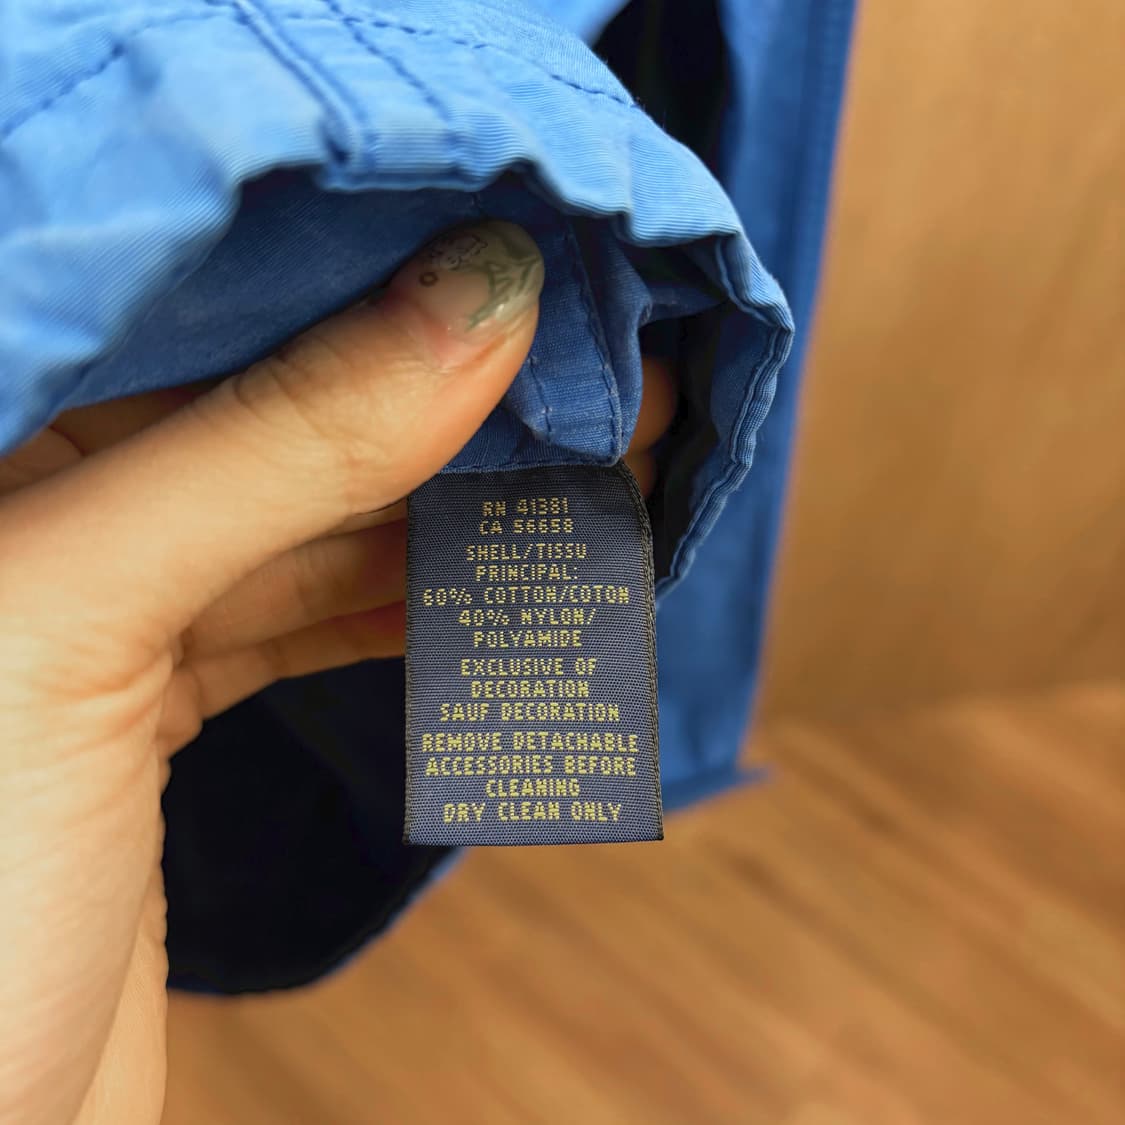 RN 41381
CA 56658
SHELL/TISSU
PRINCIPAL:
60% COTTON/COTON
40% NYLON/
POLYAMIDE
EXCLUSIVE OF
DECORATION
SAUF DECORATION
REMOVE DETACHABLE
ACCESSORIES BEFORE
CLEANING
DRY CLEAN ONLY